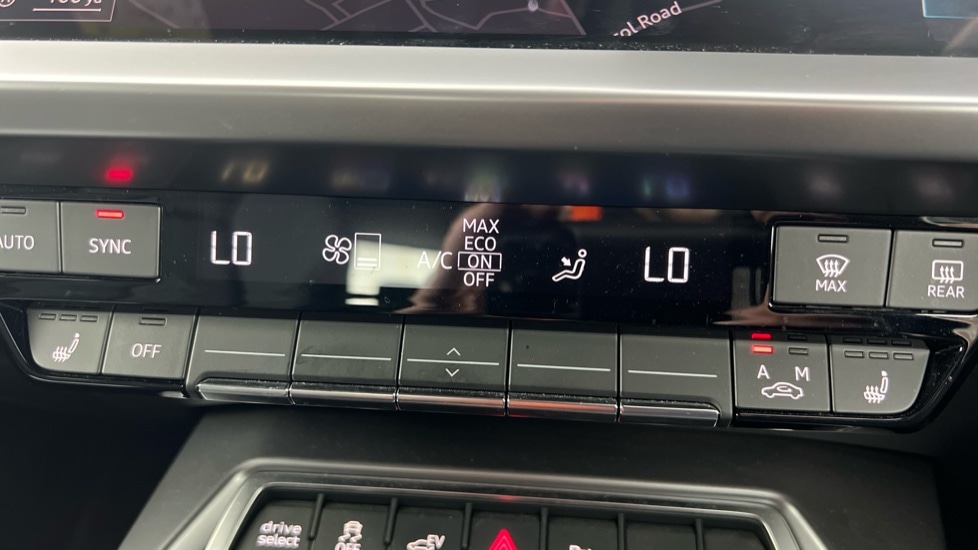 ol Road
AUTO SYNC LO A/C MAX ECO ON OFF LO MAX REAR
OFF A M
drive select OFF EV